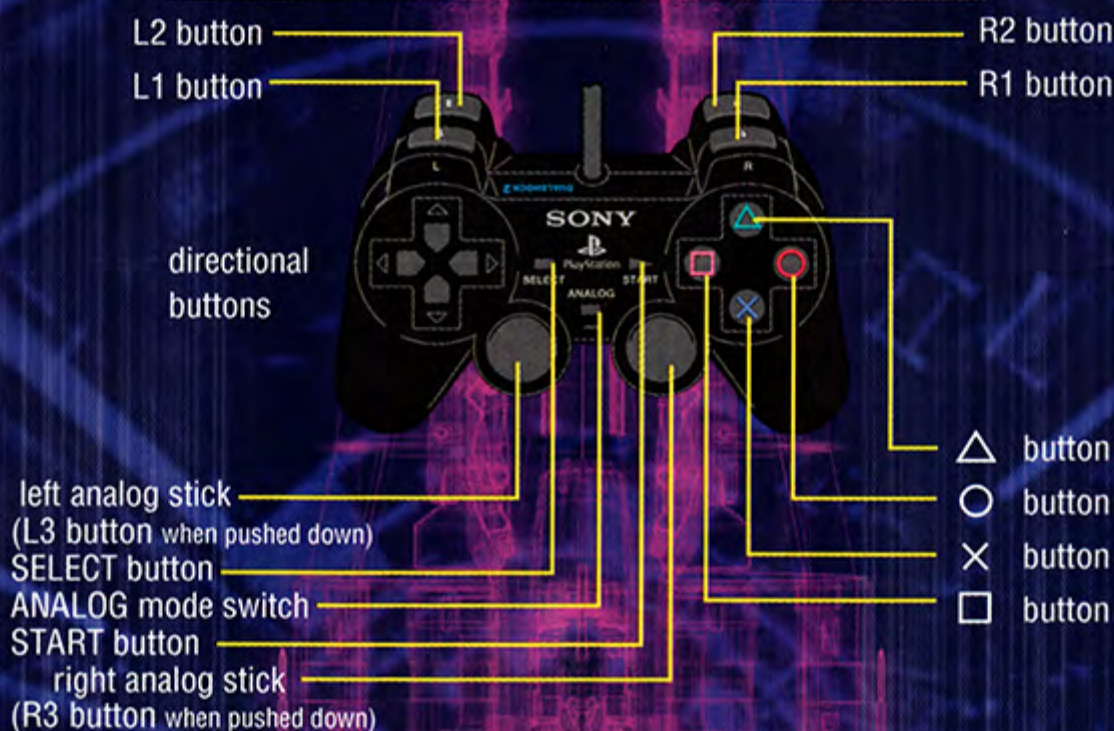 L2 button
R2 button
L1 button
R1 button
L
R
DUALSHOCK 2
SONY
PlayStation
SELECT
START
ANALOG
directional
buttons
△ button
○ button
✕ button
□ button
left analog stick
(L3 button when pushed down)
SELECT button
ANALOG mode switch
START button
right analog stick
(R3 button when pushed down)